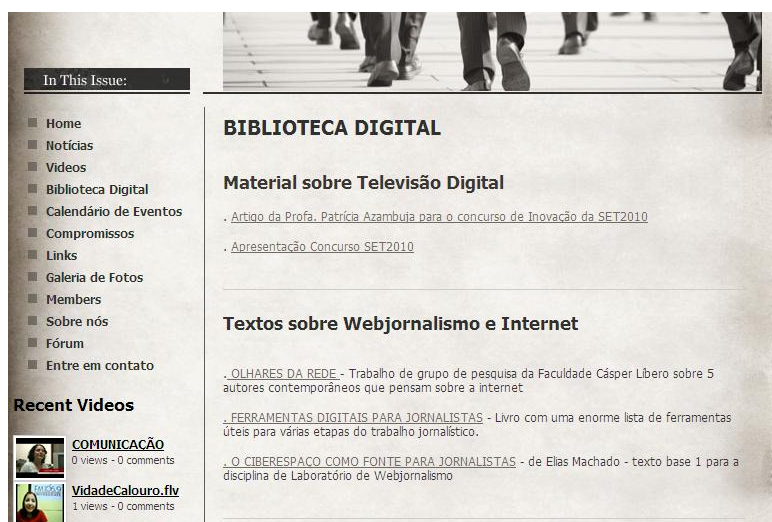 In This Issue:
Home
Notícias
Videos
Biblioteca Digital
Calendário de Eventos
Compromissos
Links
Galeria de Fotos
Members
Sobre nós
Fórum
Entre em contato
Recent Videos
COMUNICAÇÃO
0 views - 0 comments
VidadeCalouro.flv
1 views - 0 comments
BIBLIOTECA DIGITAL
Material sobre Televisão Digital
. Artigo da Profa. Patrícia Azambuja para o concurso de Inovação da SET2010
. Apresentação Concurso SET2010
Textos sobre Webjornalismo e Internet
. OLHARES DA REDE - Trabalho de grupo de pesquisa da Faculdade Cásper Líbero sobre 5
autores contemporâneos que pensam sobre a internet
. FERRAMENTAS DIGITAIS PARA JORNALISTAS - Livro com uma enorme lista de ferramentas
úteis para várias etapas do trabalho jornalístico.
. O CIBERESPAÇO COMO FONTE PARA JORNALISTAS - de Elias Machado - texto base 1 para a
disciplina de Laboratório de Webjornalismo